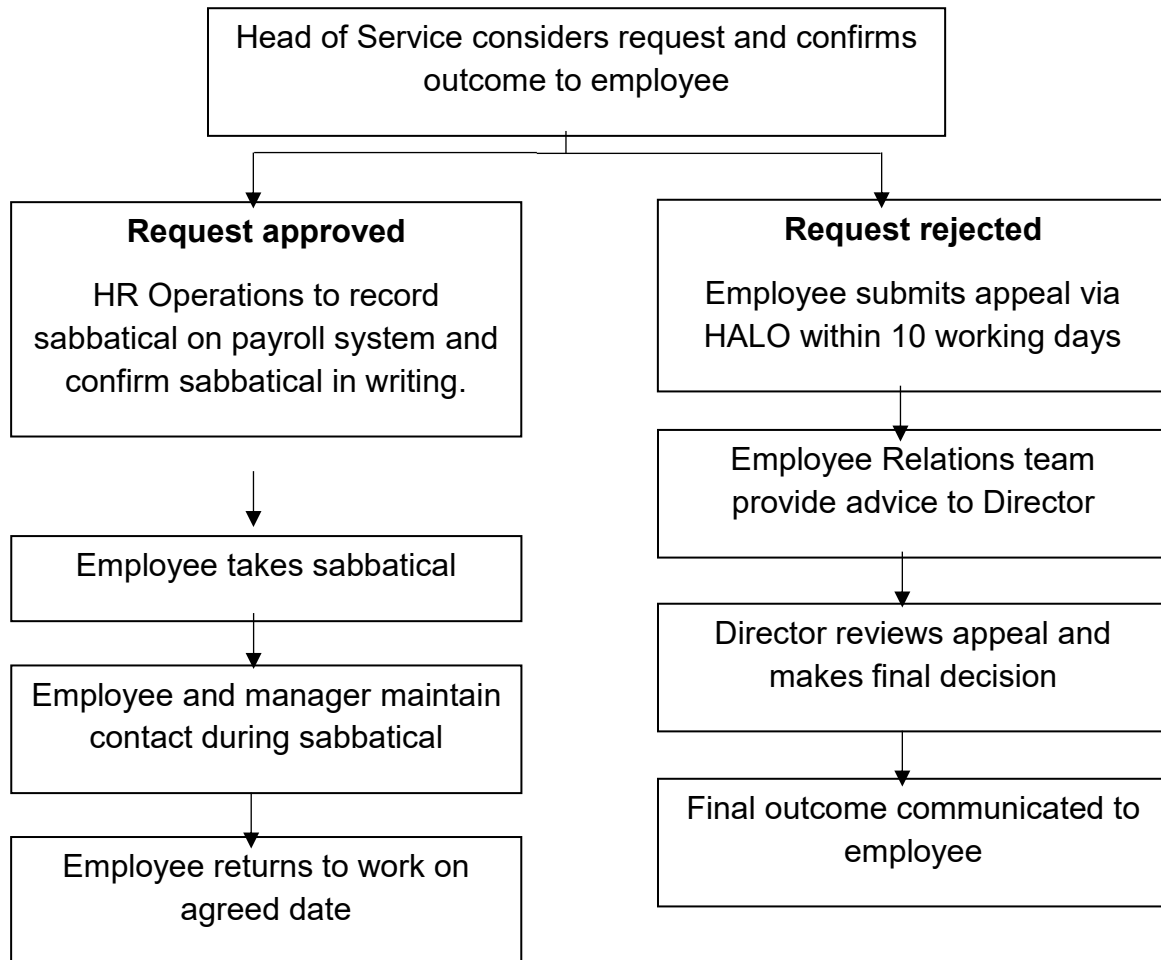 Head of Service considers request and confirms
outcome to employee
Request approved
HR Operations to record
sabbatical on payroll system and
confirm sabbatical in writing.
Employee takes sabbatical
Employee and manager maintain
contact during sabbatical
Employee returns to work on
agreed date
Request rejected
Employee submits appeal via
HALO within 10 working days
Employee Relations team
provide advice to Director
Director reviews appeal and
makes final decision
Final outcome communicated to
employee